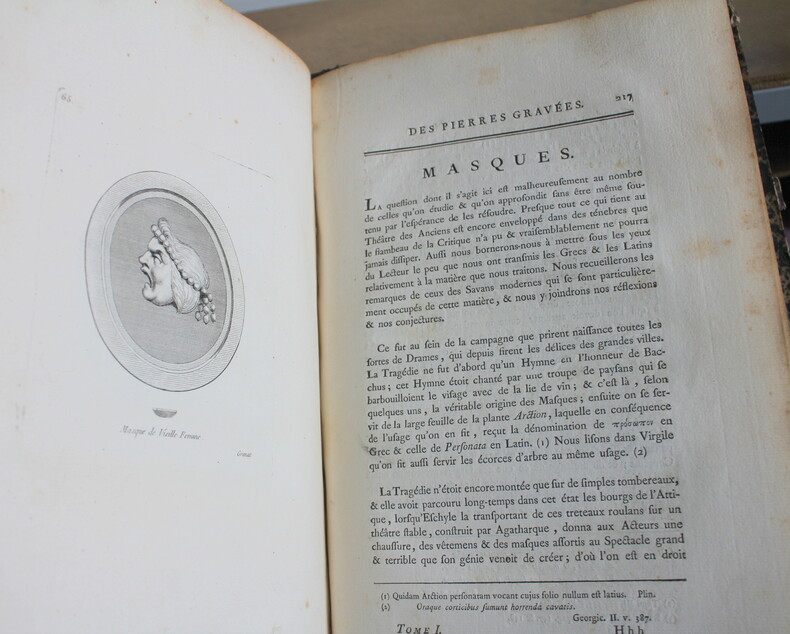 62
Masque de Vieille Femme.
Grenat
DES PIERRES GRAVÉES. 217
MASQUES.
LA queſtion dont il s'agit ici eſt malheureuſement au nombre
de celles qu'on étudie & qu'on approfondit ſans être même ſou-
tenu par l'eſpérance de les réſoudre. Preſque tout ce qui tient au
Théâtre des Anciens eſt encore enveloppé dans des ténèbres que
le flambeau de la Critique n'a pu & vraiſemblablement ne pourra
jamais diſſiper. Auſſi nous bornerons-nous à mettre ſous les yeux
du Lecteur le peu que nous ont tranſmis les Grecs & les Latins
relativement à la matière que nous traitons. Nous recueillerons les
remarques de ceux des Savans modernes qui ſe ſont particulière-
ment occupés de cette matière, & nous y joindrons nos réflexions
& nos conjectures.
Ce fut au ſein de la campagne que prirent naiſſance toutes les
ſortes de Drames, qui depuis firent les délices des grandes villes.
La Tragédie ne fut d'abord qu'un Hymne en l'honneur de Bac-
chus; cet Hymne étoit chanté par une troupe de payſans qui ſe
barbouilloient le viſage avec de la lie de vin; & c'eſt là, ſelon
quelques uns, la véritable origine des Maſques; enſuite on ſe ſer-
vit de la large feuille de la plante Arction, laquelle en conſéquence
de l'uſage qu'on en fit, reçut la dénomination de πρόσωπον en
Grec & celle de Perſonata en Latin. (1) Nous liſons dans Virgile
qu'on fit auſſi ſervir les écorces d'arbre au même uſage. (2)
La Tragédie n'étoit encore montée que ſur de ſimples tombereaux,
& elle avoit parcouru long-temps dans cet état les bourgs de l'Atti-
que, lorſqu'Eſchyle la tranſportant de ces treteaux roulans ſur un
théâtre ſtable, conſtruit par Agatharque, donna aux Acteurs une
chauſſure, des vêtemens & des maſques aſſortis au Spectacle grand
& terrible que ſon génie venoit de créer; d'où l'on eſt en droit
(1) Quidam Arction perſonatam vocant cujus folio nullum eſt latius. Plin.
(2) Oraque corticibus ſumunt horrenda cavatis.
Georgic. II. v. 387.
TOME I. Hhh